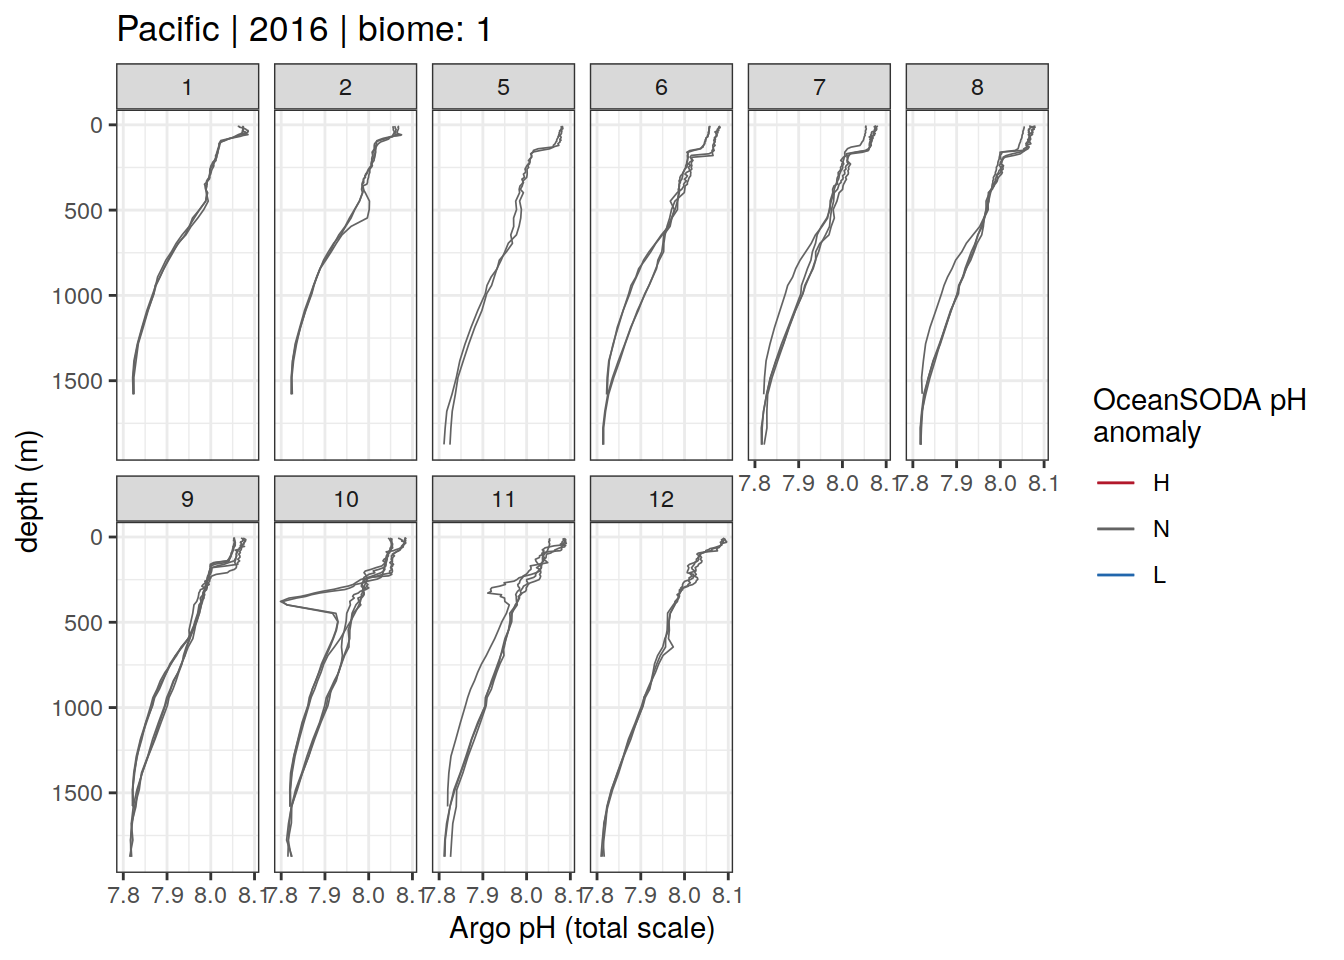 Pacific | 2016 | biome: 1
1 2 5 6 7 8
0
500
1000
1500
7.8 7.9 8.0 8.1 7.8 7.9 8.0 8.1
9 10 11 12
0
500
1000
1500
7.8 7.9 8.0 8.1 7.8 7.9 8.0 8.1 7.8 7.9 8.0 8.1 7.8 7.9 8.0 8.1
Argo pH (total scale)
depth (m)
OceanSODA pH
anomaly
H
N
L